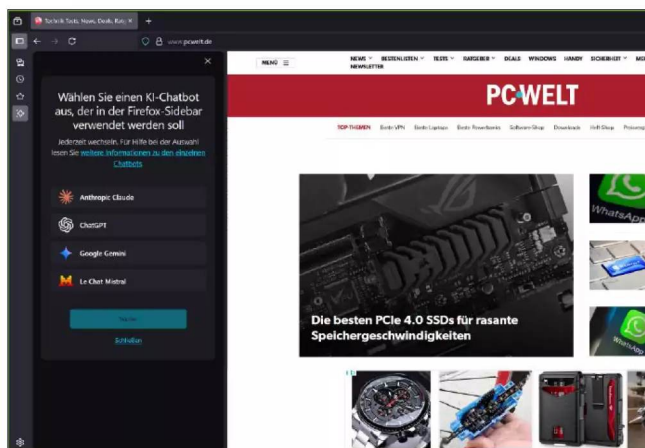 Technik Tests, News, Deals, Ratg
www.pcwelt.de
Wählen Sie einen KI-Chatbot
aus, der in der Firefox-Sidebar
verwendet werden soll
Jederzeit wechseln. Für Hilfe bei der Auswahl
lesen Sie weitere Informationen zu den einzelnen
Chatbots
Anthropic Claude
ChatGPT
Google Gemini
Le Chat Mistral
Schließen
MENÜ
NEWS BESTENLISTEN TESTS RATGEBER DEALS WINDOWS HANDY SICHERHEIT
NEWSLETTER
PC WELT
TOP-THEMEN Beste VPN Beste Laptops Beste Powerbanks Software-Shop Downloads Heft-Shop
Die besten PCIe 4.0 SSDs für rasante
Speichergeschwindigkeiten
WhatsApp
WhatsApp